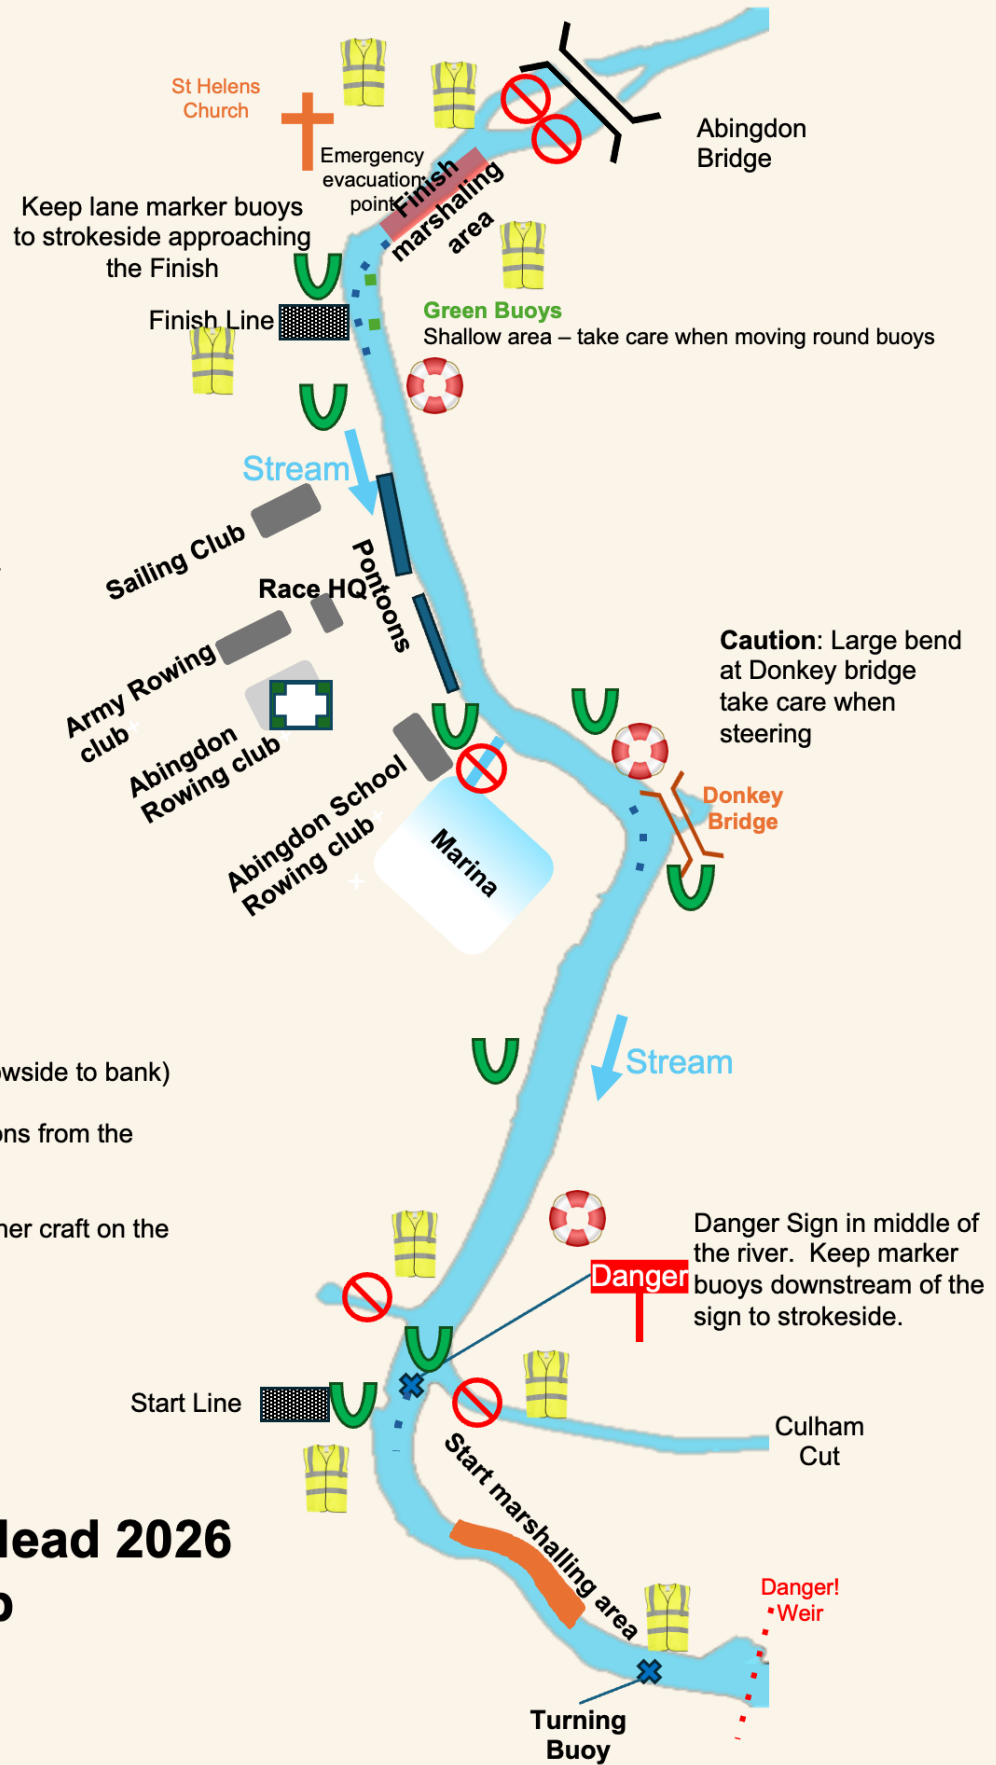 St Helens
Church
Abingdon
Bridge
Emergency
evacuation
point
Finish
marshaling
area
Keep lane marker buoys
to strokeside approaching
the Finish
Finish Line
Green Buoys
Shallow area – take care when moving round buoys
Stream
Sailing Club
Pontoons
Race HQ
Army Rowing
club
Abingdon
Rowing club
Caution: Large bend
at Donkey bridge
take care when
steering
Abingdon School
Rowing club
Marina
Donkey
Bridge
Stream
wside to bank)
ons from the
her craft on the
Danger
Danger Sign in middle of
the river. Keep marker
buoys downstream of the
sign to strokeside.
Start Line
Culham
Cut
Start marshalling area
Head 2026
Danger!
Weir
Turning
Buoy